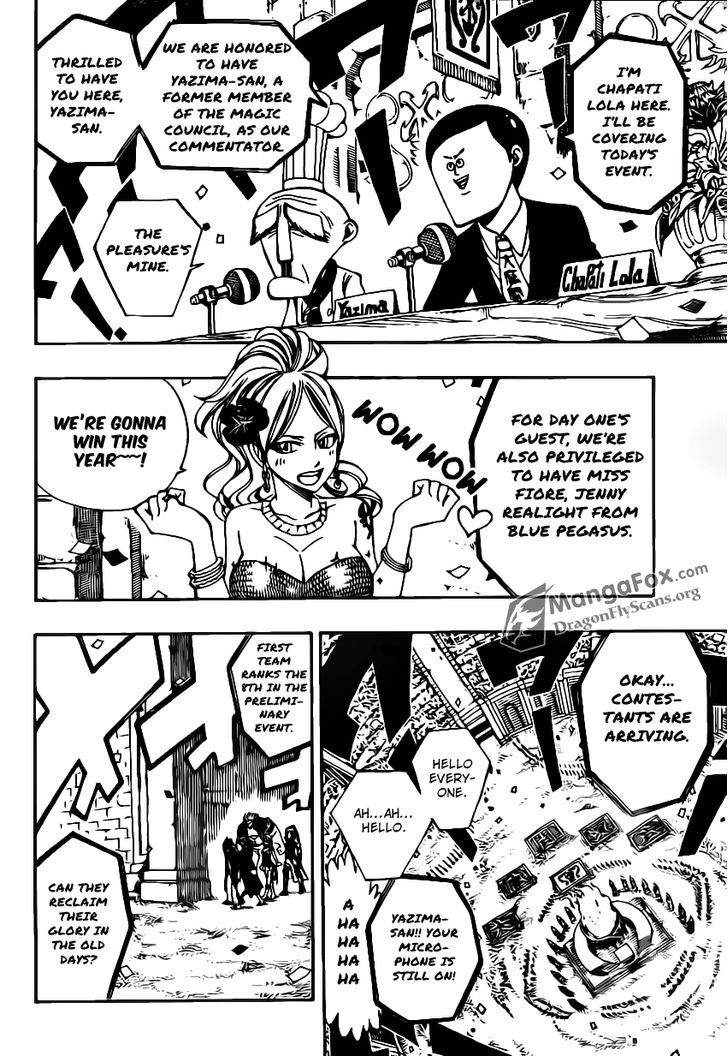 I'M
CHAPATI
LOLA HERE.
I'LL BE
COVERING
TODAY'S
EVENT.
WE ARE HONORED
TO HAVE
YAZIMA-SAN, A
FORMER MEMBER
OF THE MAGIC
COUNCIL, AS OUR
COMMENTATOR.
THRILLED
TO HAVE
YOU HERE,
YAZIMA-
SAN.
THE
PLEASURE'S
MINE.
Chapati Lola
Yazima
FOR DAY ONE'S
GUEST, WE'RE
ALSO PRIVILEGED
TO HAVE MISS
FIORE, JENNY
REALIGHT FROM
BLUE PEGASUS.
WOW WOW
WE'RE GONNA
WIN THIS
YEAR~~~!
MangaFox.com
DragonFlyScans.org
OKAY...
CONTES-
TANTS ARE
ARRIVING.
HELLO
EVERY-
ONE.
AH...AH...
HELLO.
YAZIMA-
SAN!! YOUR
MICRO-
PHONE IS
STILL ON!
A
HA
HA
HA
HA
FIRST
TEAM
RANKS THE
8TH IN THE
PRELIMI-
NARY
EVENT.
CAN THEY
RECLAIM
THEIR
GLORY IN
THE OLD
DAYS?